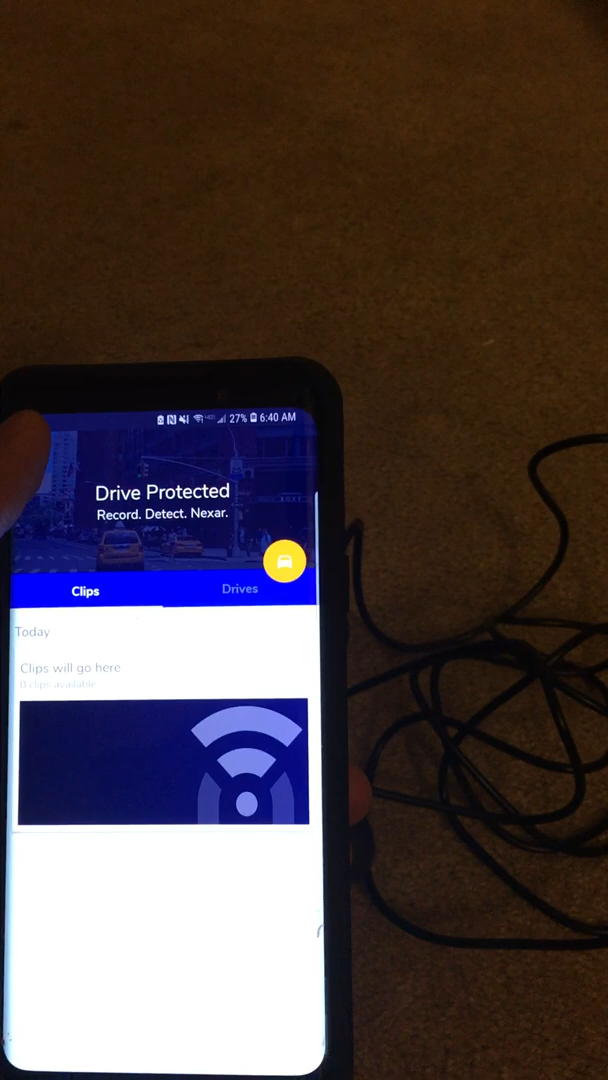 27% 6:40 AM
Drive Protected
Record. Detect. Nexar.
Clips Drives
Today
Clips will go here
0 clips available